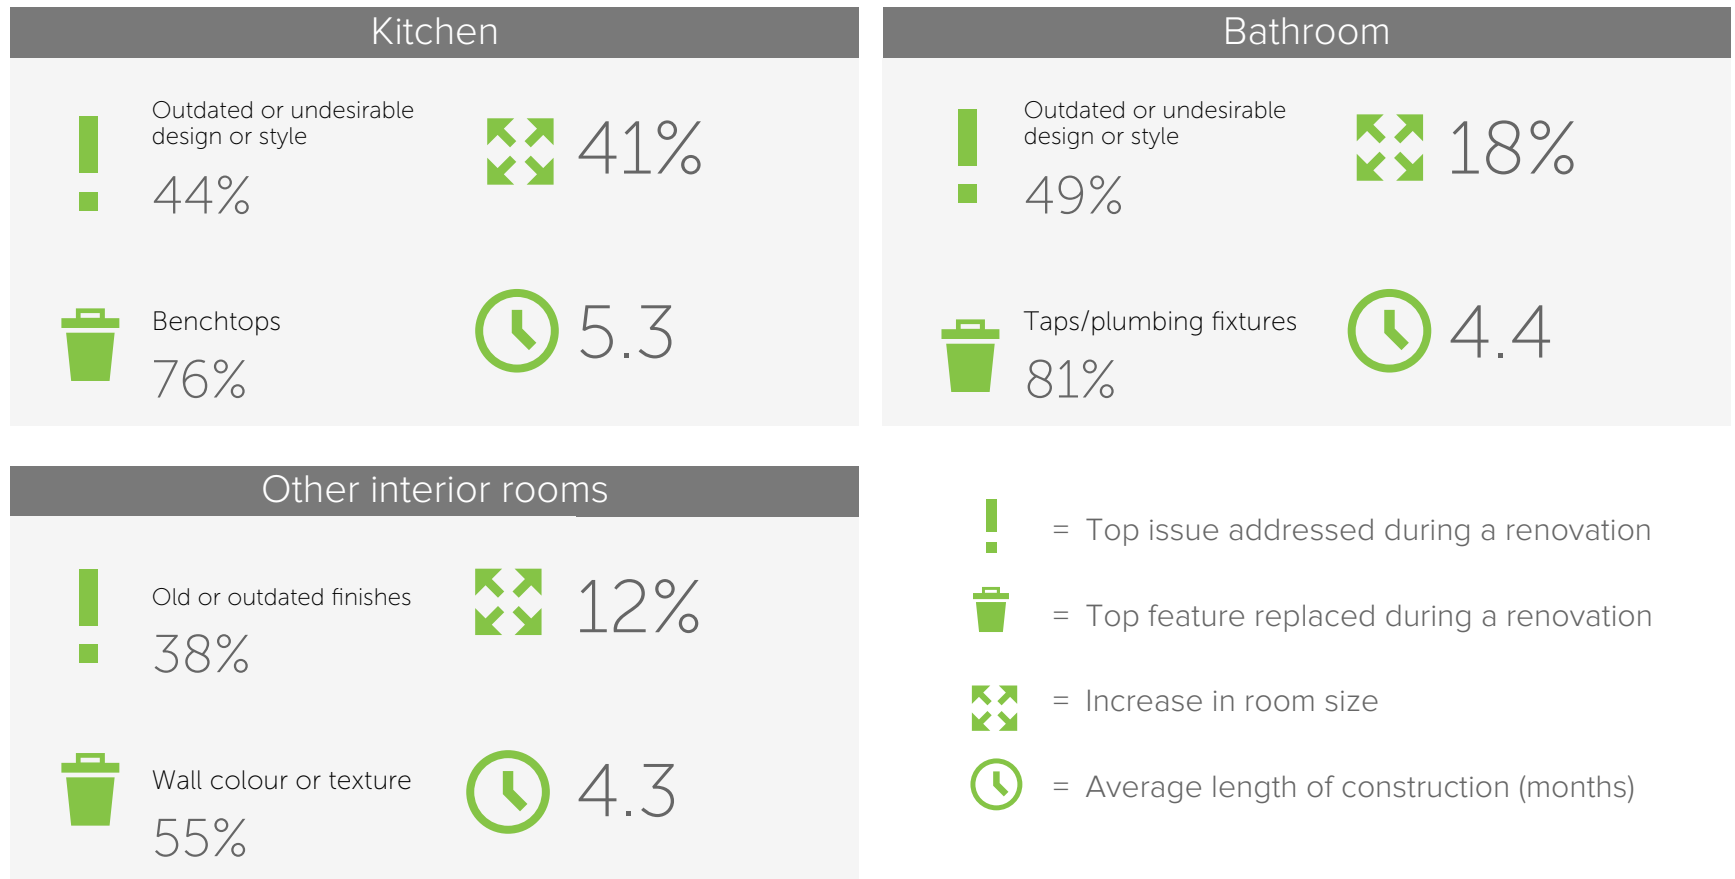 Kitchen
Outdated or undesirable
design or style
44%
41%
Benchtops
76%
5.3
Bathroom
Outdated or undesirable
design or style
49%
18%
Taps/plumbing fixtures
81%
4.4
Other interior rooms
Old or outdated finishes
38%
12%
Wall colour or texture
55%
4.3
= Top issue addressed during a renovation
= Top feature replaced during a renovation
= Increase in room size
= Average length of construction (months)